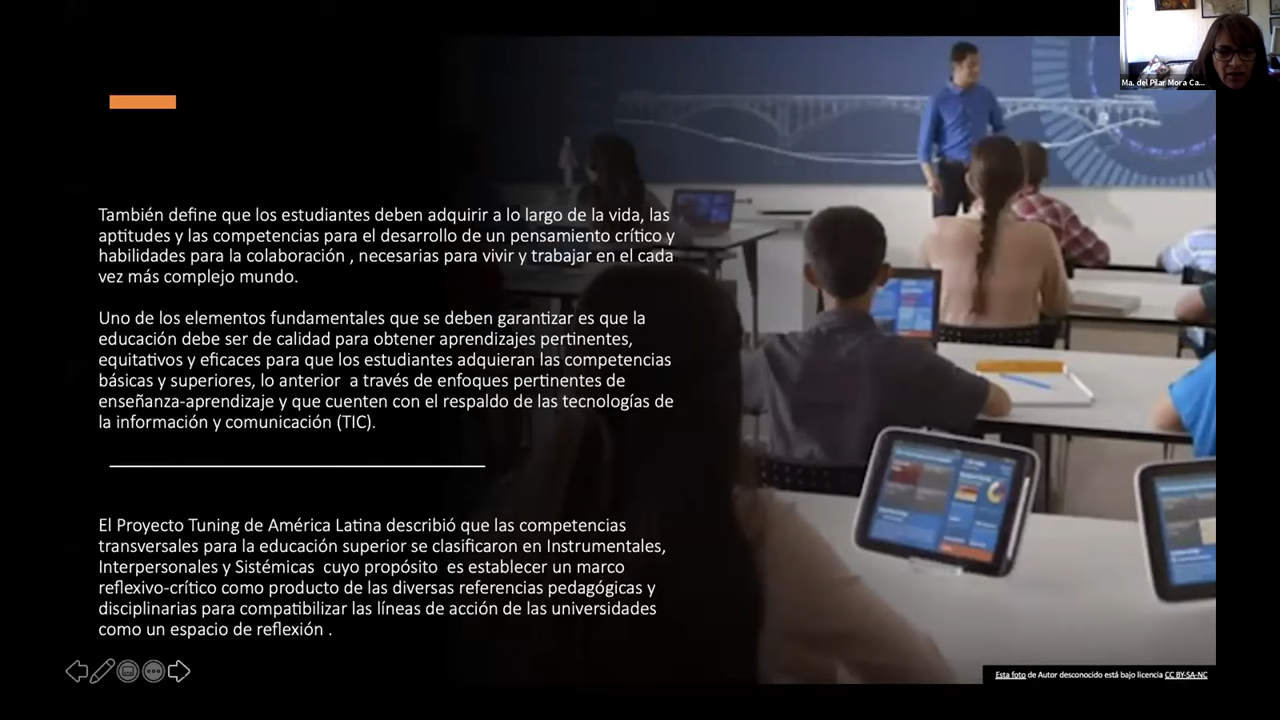 Ma. del Pilar Mora Ca...
También define que los estudiantes deben adquirir a lo largo de la vida, las
aptitudes y las competencias para el desarrollo de un pensamiento crítico y
habilidades para la colaboración , necesarias para vivir y trabajar en el cada
vez más complejo mundo.
Uno de los elementos fundamentales que se deben garantizar es que la
educación debe ser de calidad para obtener aprendizajes pertinentes,
equitativos y eficaces para que los estudiantes adquieran las competencias
básicas y superiores, lo anterior a través de enfoques pertinentes de
enseñanza-aprendizaje y que cuenten con el respaldo de las tecnologías de
la información y comunicación (TIC).
El Proyecto Tuning de América Latina describió que las competencias
transversales para la educación superior se clasificaron en Instrumentales,
Interpersonales y Sistémicas cuyo propósito es establecer un marco
reflexivo-crítico como producto de las diversas referencias pedagógicas y
disciplinarias para compatibilizar las líneas de acción de las universidades
como un espacio de reflexión .
Esta foto de Autor desconocido está bajo licencia CC BY-SA-NC